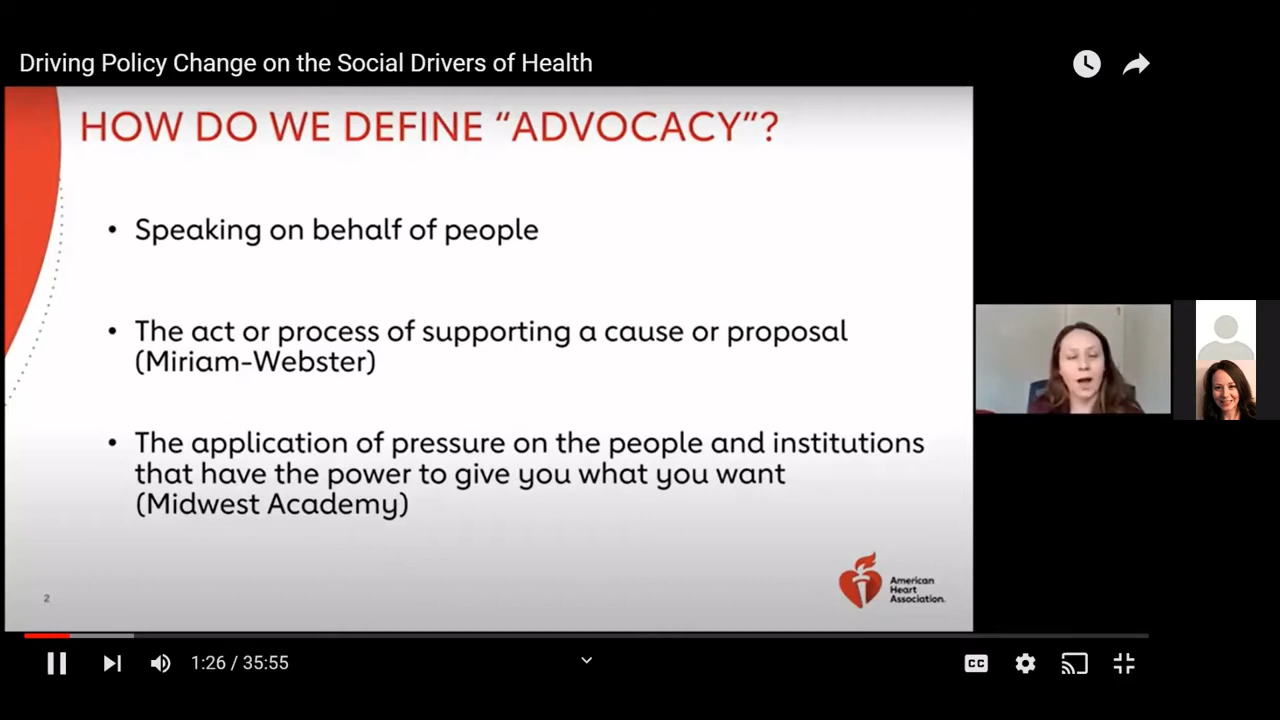 Driving Policy Change on the Social Drivers of Health
HOW DO WE DEFINE “ADVOCACY”?
• Speaking on behalf of people
• The act or process of supporting a cause or proposal
(Miriam-Webster)
• The application of pressure on the people and institutions
that have the power to give you what you want
(Midwest Academy)
2
American
Heart
Association.
1:26 / 35:55
CC